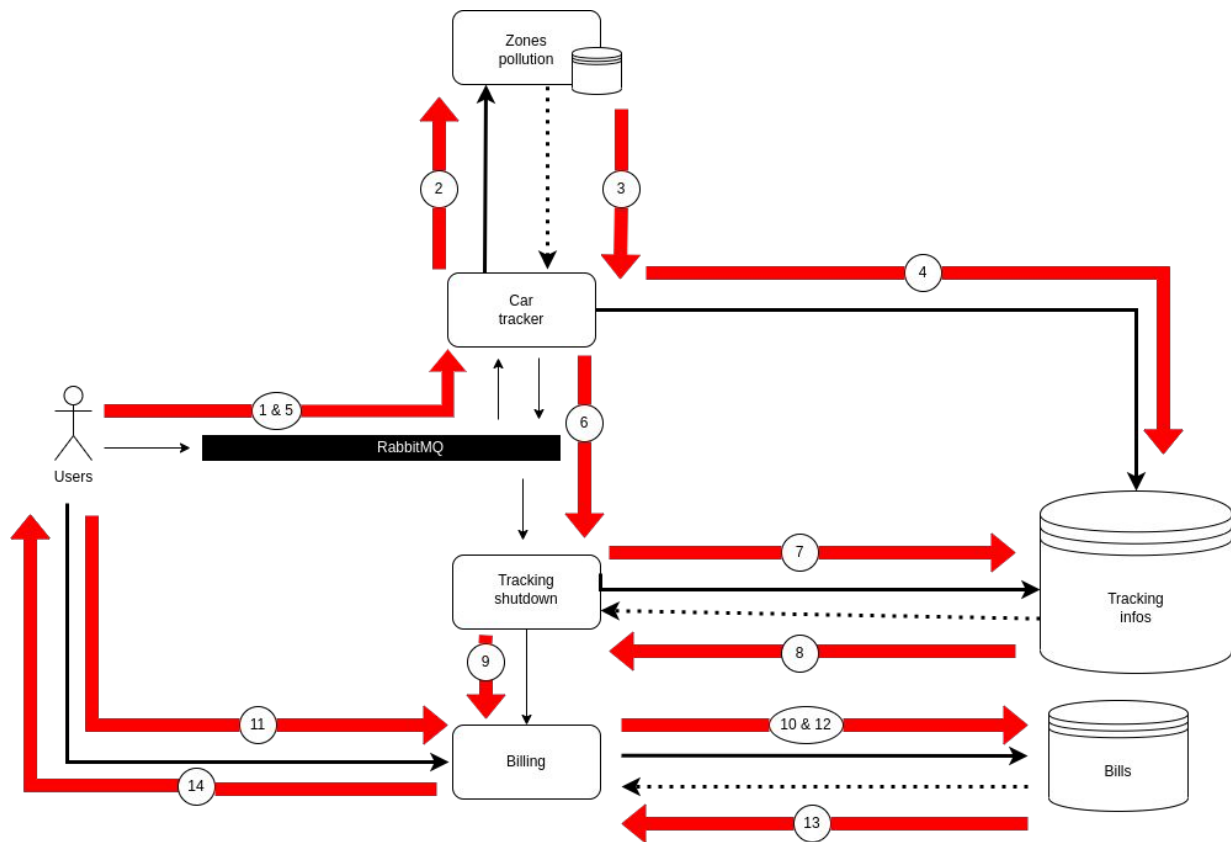 Zones
pollution
2
3
4
Car
tracker
1 & 5
6
RabbitMQ
Users
7
Tracking
shutdown
Tracking
infos
8
9
11
10 & 12
Billing
Bills
14
13